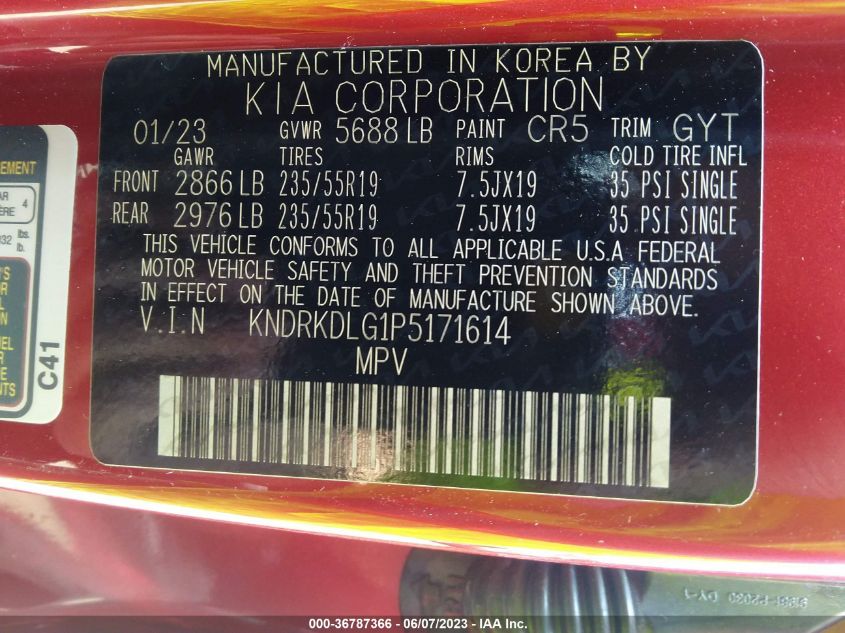 MANUFACTURED IN KOREA BY
KIA CORPORATION
01/23 GVWR 5688 LB PAINT CR5 TRIM GYT
GAWR TIRES RIMS COLD TIRE INFL
FRONT 2866 LB 235/55R19 7.5JX19 35 PSI SINGLE
REAR 2976 LB 235/55R19 7.5JX19 35 PSI SINGLE
THIS VEHICLE CONFORMS TO ALL APPLICABLE U.S.A FEDERAL
MOTOR VEHICLE SAFETY AND THEFT PREVENTION STANDARDS
IN EFFECT ON THE DATE OF MANUFACTURE SHOWN ABOVE.
V.I.N KNDRKDLG1P5171614
MPV
C41
4
lbs.
lb.
000-36787366 - 06/07/2023 - IAA Inc.